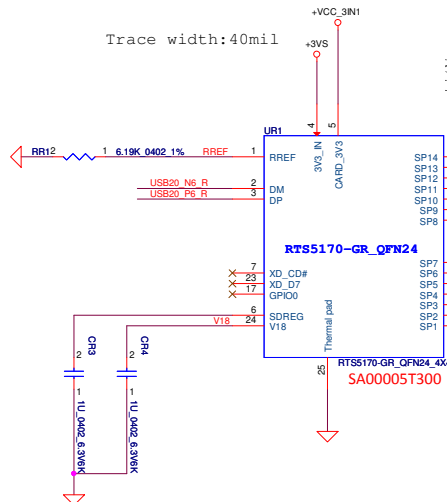 +VCC_3IN1
Trace width:40mil
+3VS
4
5
UR1
RR1 2 1 6.19K_0402_1% RREF 1 RREF
3V3_IN
CARD_3V3
SP14
SP13
SP12
USB20_N6_R 2 DM SP11
USB20_P6_R 3 DP SP10
SP9
SP8
RTS5170-GR_QFN24
SP7
7 XD_CD# SP6
23 XD_D7 SP5
17 GPIO0 SP4
SP3
6 SDREG SP2
V18 24 V18 SP1
Thermal pad
25
RTS5170-GR_QFN24_4X
SA00005T300
CR3
2
1
1U_0402_6.3V6K
CR4
2
1
1U_0402_6.3V6K